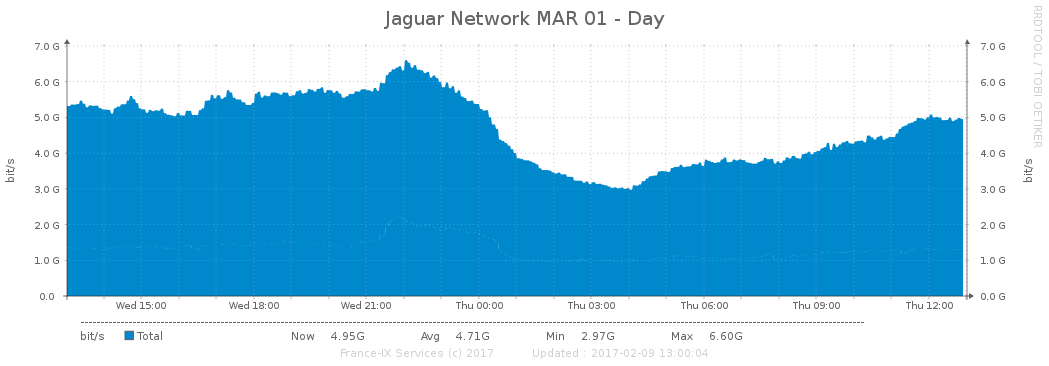 Jaguar Network MAR 01 - Day
RRDTOOL / TOBI OETIKER
7.0 G 7.0 G
6.0 G 6.0 G
5.0 G 5.0 G
4.0 G 4.0 G
3.0 G 3.0 G
2.0 G 2.0 G
1.0 G 1.0 G
0.0 0.0 G
bit/s
bit/s
Wed 15:00 Wed 18:00 Wed 21:00 Thu 00:00 Thu 03:00 Thu 06:00 Thu 09:00 Thu 12:00
bit/s Total Now 4.95G Avg 4.71G Min 2.97G Max 6.60G
France-IX Services (c) 2017 Updated : 2017-02-09 13:00:04